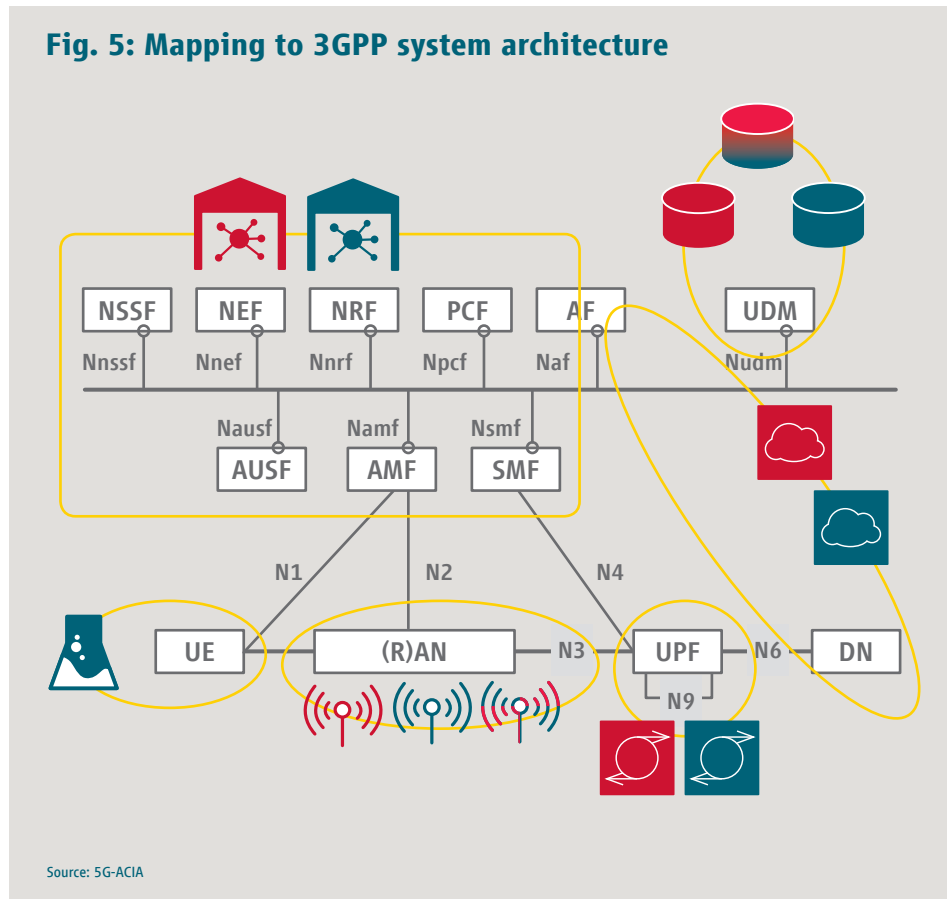 Fig. 5: Mapping to 3GPP system architecture
NSSF NEF NRF PCF AF UDM
Nnssf Nnef Nnrf Npcf Naf Nudm
Nausf Namf Nsmf
AUSF AMF SMF
N1 N2 N4
UE (R)AN N3 UPF N6 DN
N9
Source: 5G-ACIA